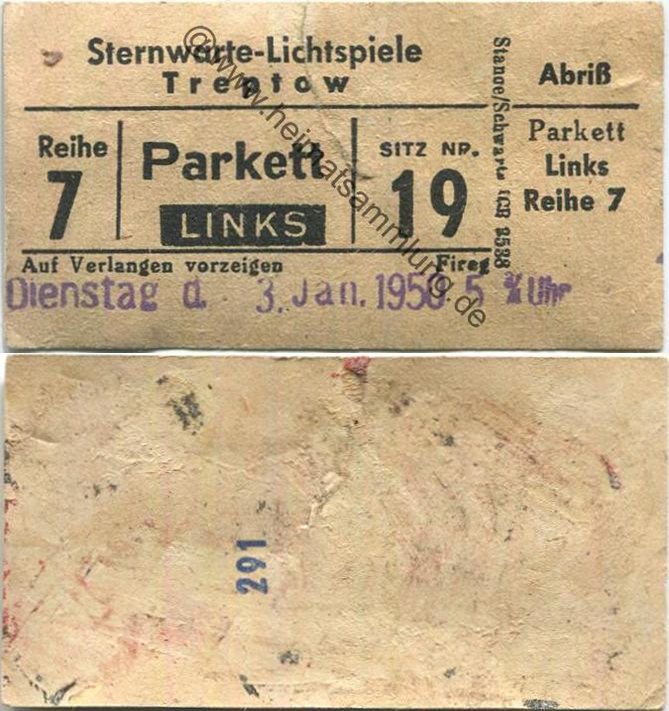 Sternwarte-Lichtspiele
Treptow
Reihe
7
Parkett
LINKS
SITZ NR.
19
Abriß
Parkett
Links
Reihe 7
Auf Verlangen vorzeigen
Fireg
Dienstag d. 3. Jan. 1950 5 Uhr
©www.heimatsammlung.de
291